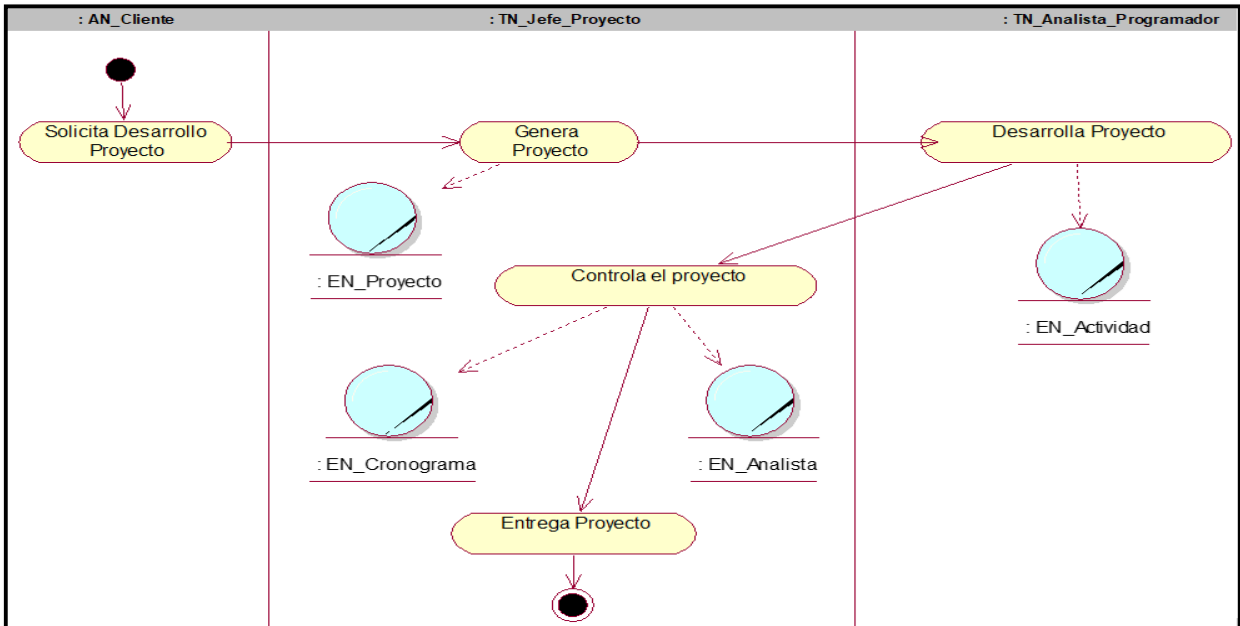 : AN_Cliente
: TN_Jefe_Proyecto
: TN_Analista_Programador
Solicita Desarrollo
Proyecto
Genera
Proyecto
Desarrolla Proyecto
: EN_Proyecto
Controla el proyecto
: EN_Actividad
: EN_Cronograma
: EN_Analista
Entrega Proyecto